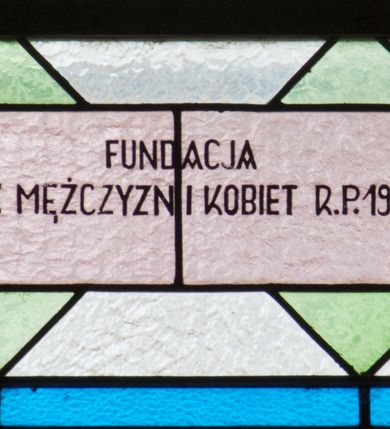 FUNDACJA
MĘŻCZYZN I KOBIET R.P. 19